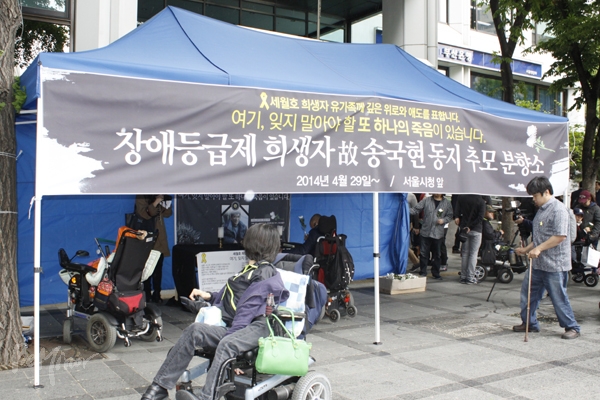 세월호 희생자 유가족께 깊은 위로와 애도를 표합니다.
여기, 잊지 말아야 할 또 하나의 죽음이 있습니다.
장애등급제 희생자 故 송국현 동지 추모 분향소
2014년 4월 29일~ / 서울시청 앞